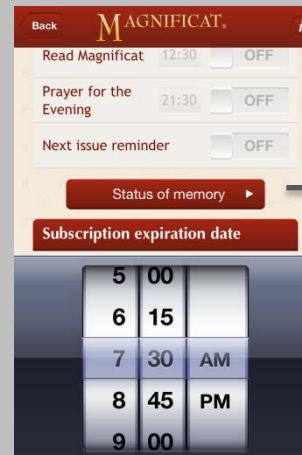 Back MAGNIFICAT® i
Read Magnificat 12:30 OFF
Prayer for the
Evening
21:30 OFF
Next issue reminder OFF
Status of memory
Subscription expiration date
5 00
6 15
7 30 AM
8 45 PM
9 00